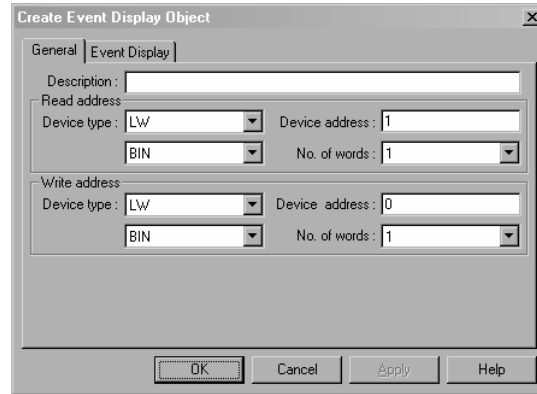 Create Event Display Object
General Event Display
Description :
Read address
Device type : LW Device address : 1
BIN No. of words : 1
Write address
Device type : LW Device address : 0
BIN No. of words : 1
OK Cancel Apply Help